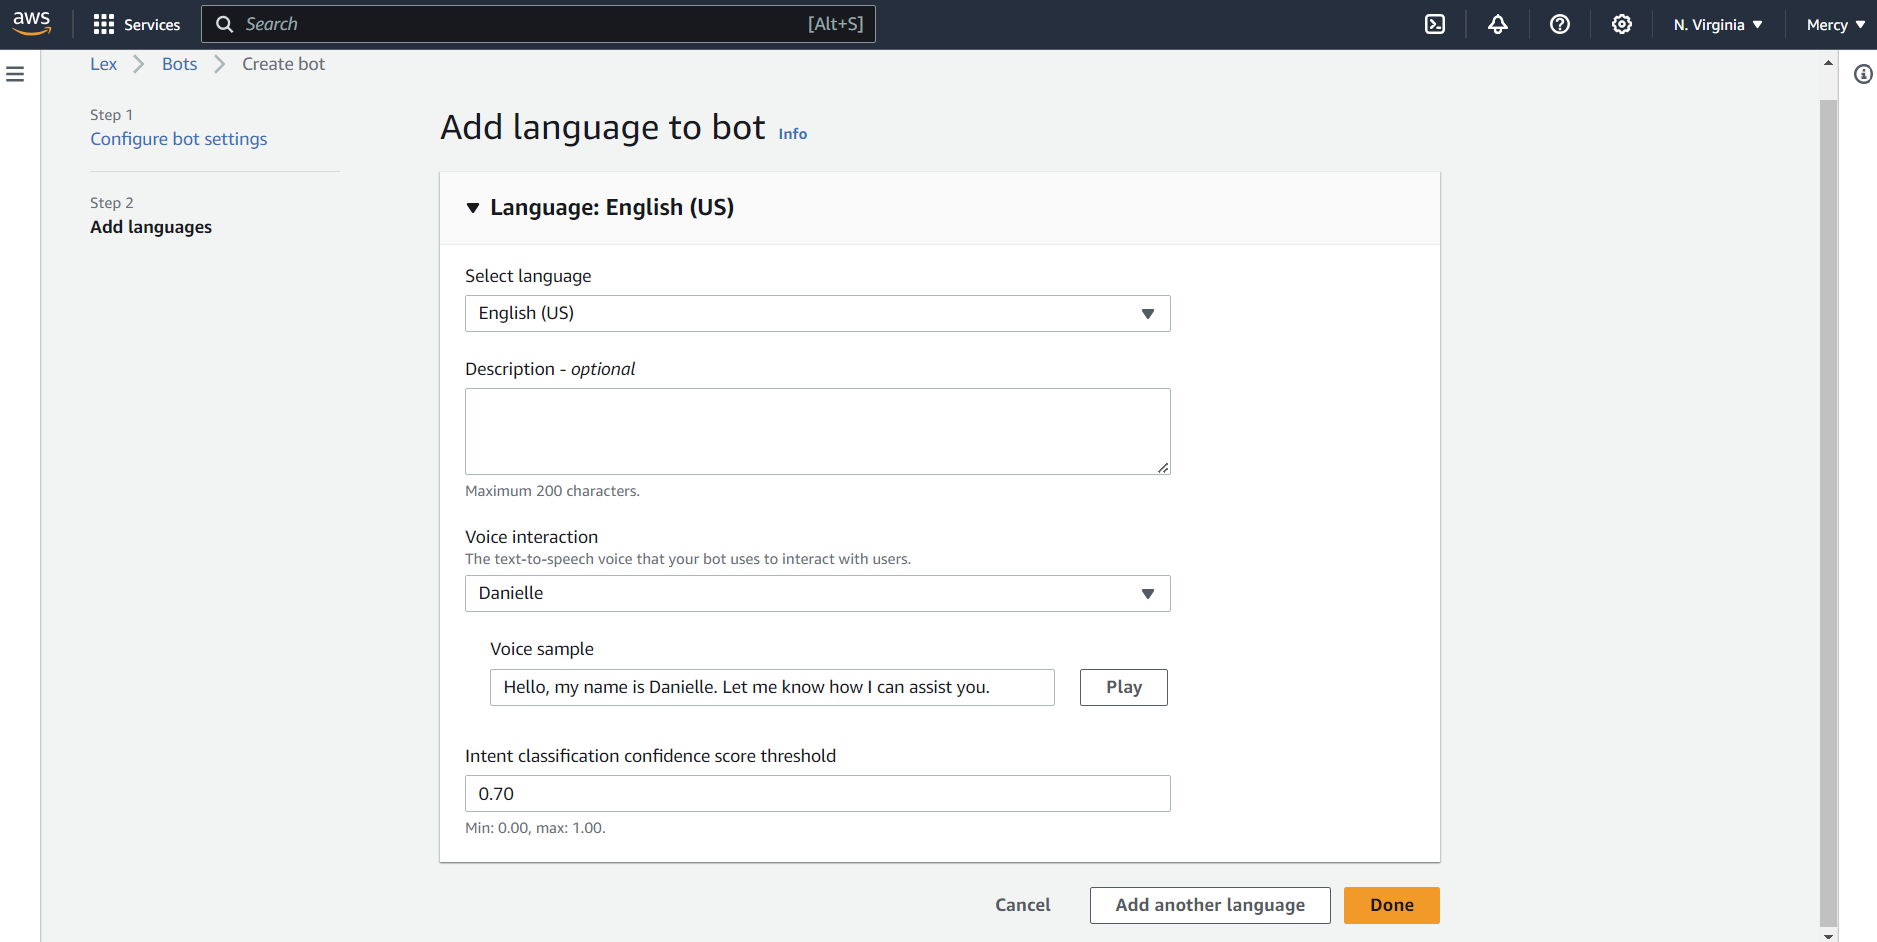 aws Services Search [Alt+S] N. Virginia Mercy
Lex Bots Create bot
Step 1
Configure bot settings
Step 2
Add languages
Add language to bot Info
Language: English (US)
Select language
English (US)
Description - optional
Maximum 200 characters.
Voice interaction
The text-to-speech voice that your bot uses to interact with users.
Danielle
Voice sample
Hello, my name is Danielle. Let me know how I can assist you. Play
Intent classification confidence score threshold
0.70
Min: 0.00, max: 1.00.
Cancel Add another language Done